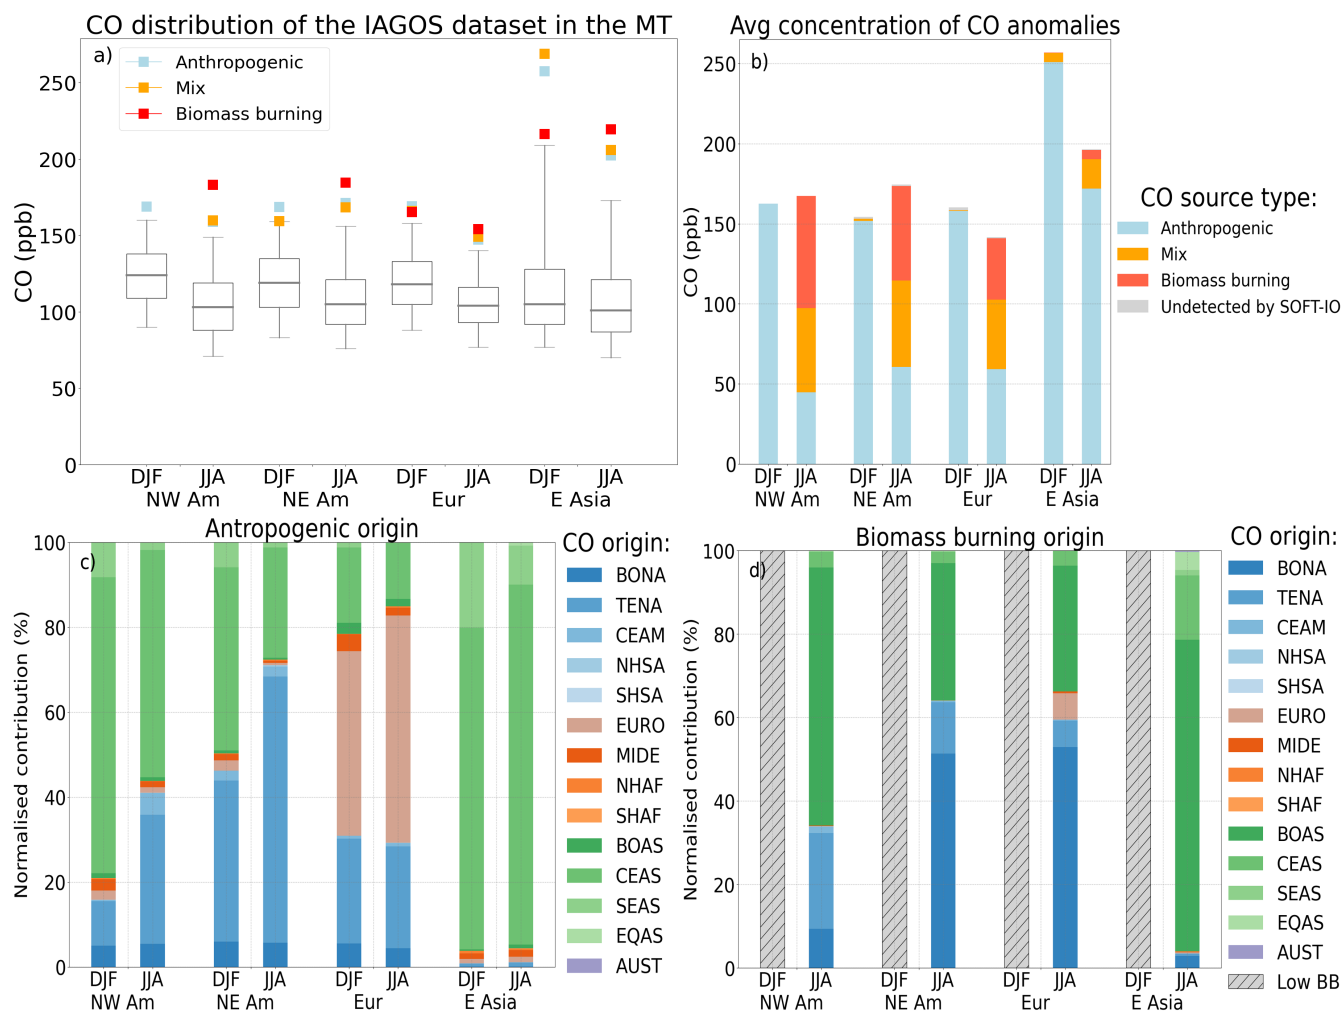 CO distribution of the IAGOS dataset in the MT
a)
Anthropogenic
Mix
Biomass burning
CO (ppb)
250
200
150
100
50
0
DJF JJA DJF JJA DJF JJA DJF JJA
NW Am NE Am Eur E Asia
Avg concentration of CO anomalies
b)
CO (ppb)
250
200
150
100
50
0
DJF JJA DJF JJA DJF JJA DJF JJA
NW Am NE Am Eur E Asia
CO source type:
Anthropogenic
Mix
Biomass burning
Undetected by SOFT-IO
Antropogenic origin
c)
Normalised contribution (%)
100
80
60
40
20
0
DJF JJA DJF JJA DJF JJA DJF JJA
NW Am NE Am Eur E Asia
CO origin:
BONA
TENA
CEAM
NHSA
SHSA
EURO
MIDE
NHAF
SHAF
BOAS
CEAS
SEAS
EQAS
AUST
Biomass burning origin
d)
Normalised contribution (%)
100
80
60
40
20
0
DJF JJA DJF JJA DJF JJA DJF JJA
NW Am NE Am Eur E Asia
CO origin:
BONA
TENA
CEAM
NHSA
SHSA
EURO
MIDE
NHAF
SHAF
BOAS
CEAS
SEAS
EQAS
AUST
Low BB